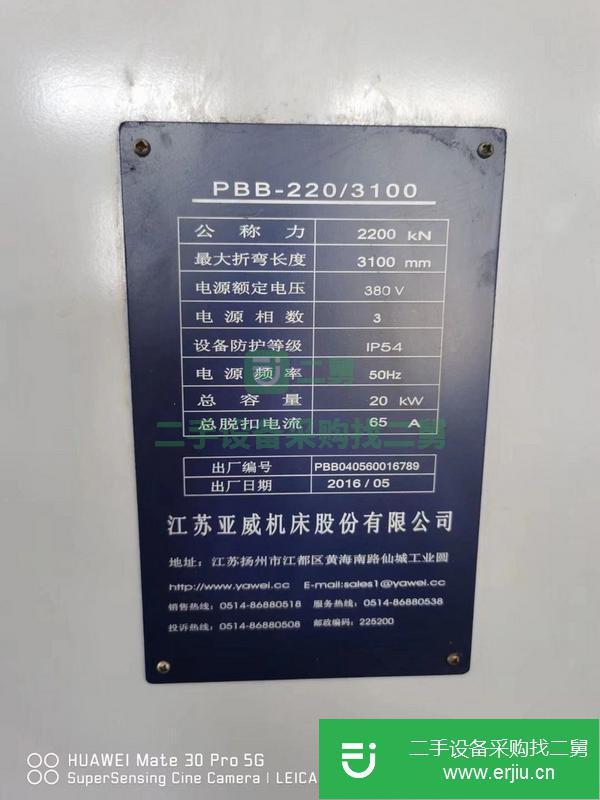 PBB-220/3100
公称力 2200 kN
最大折弯长度 3100 mm
电源额定电压 380 V
电源相数 3
设备防护等级 IP54
电源频率 50Hz
总容量 20 kW
总脱扣电流 65 A
二舅
二手设备采购找二舅
出厂编号 PBB040560016789
出厂日期 2016 / 05
江苏亚威机床股份有限公司
地址：江苏扬州市江都区黄海南路仙城工业圆
http://www.yawei.cc E-mail:sales1@yawei.cc
销售热线：0514-86880518 服务热线：0514-86880538
投诉热线：0514-86880508 邮政编码：225200
HUAWEI Mate 30 Pro 5G
SuperSensing Cine Camera | LEICA
二手设备采购找二舅
www.erjiu.cn